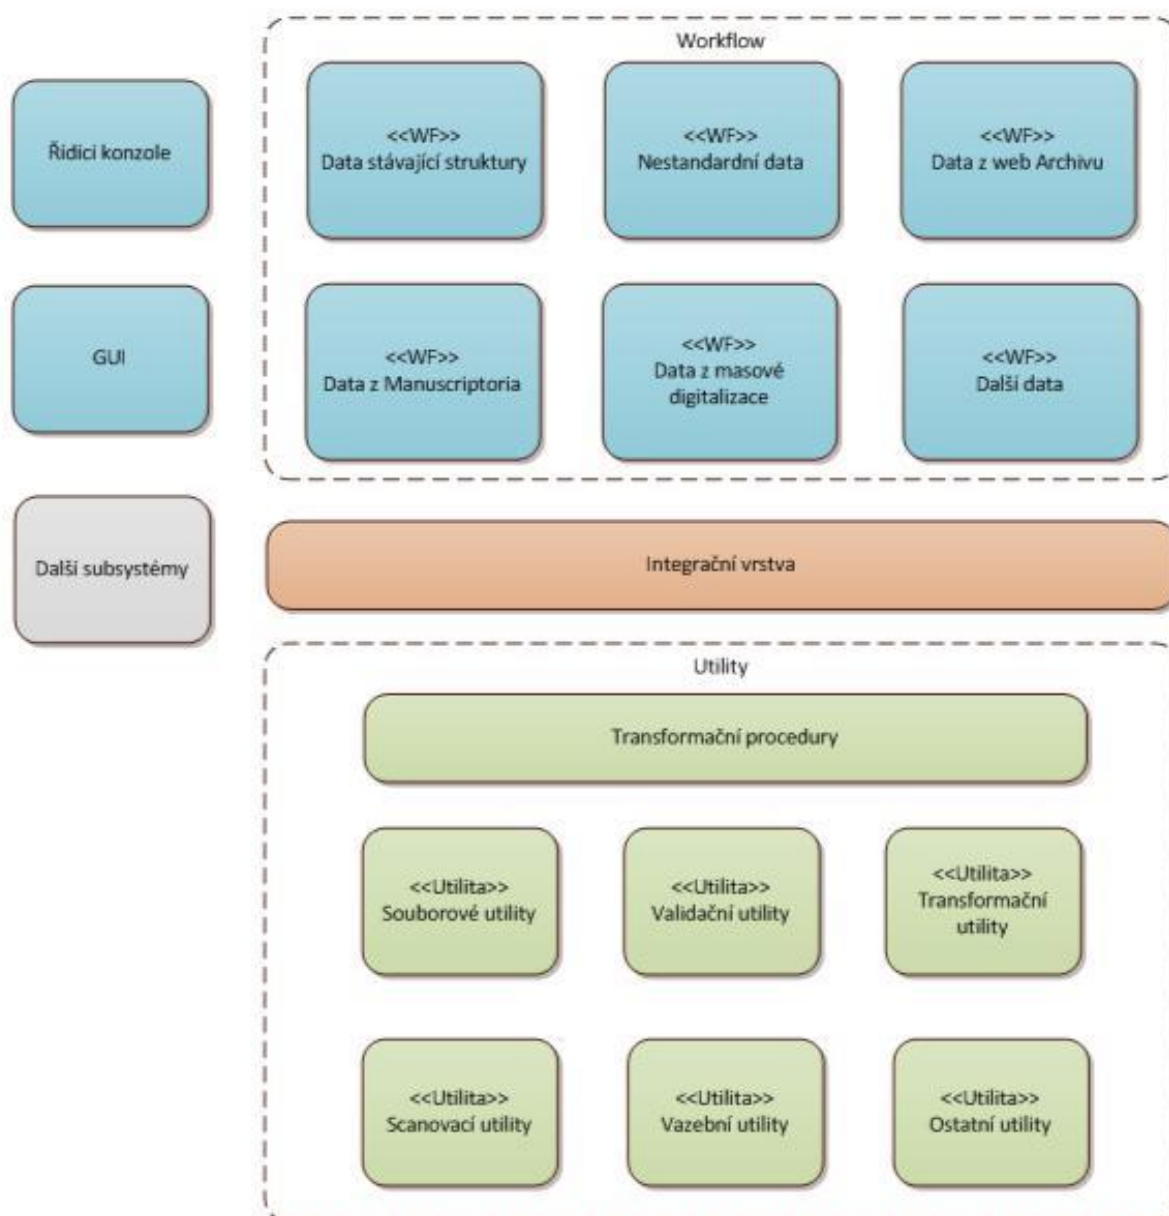 Workflow
Řídicí konzole
<<WF>>
Data stávající struktury
<<WF>>
Nestandardní data
<<WF>>
Data z web Archivu
GUI
<<WF>>
Data z Manuscriptoria
<<WF>>
Data z masové
digitalizace
<<WF>>
Další data
Další subsystémy
Integrační vrstva
Utility
Transformační procedury
<<Utilita>>
Souborové utility
<<Utilita>>
Validační utility
<<Utilita>>
Transformační
utility
<<Utilita>>
Scanovací utility
<<Utilita>>
Vazební utility
<<Utilita>>
Ostatní utility